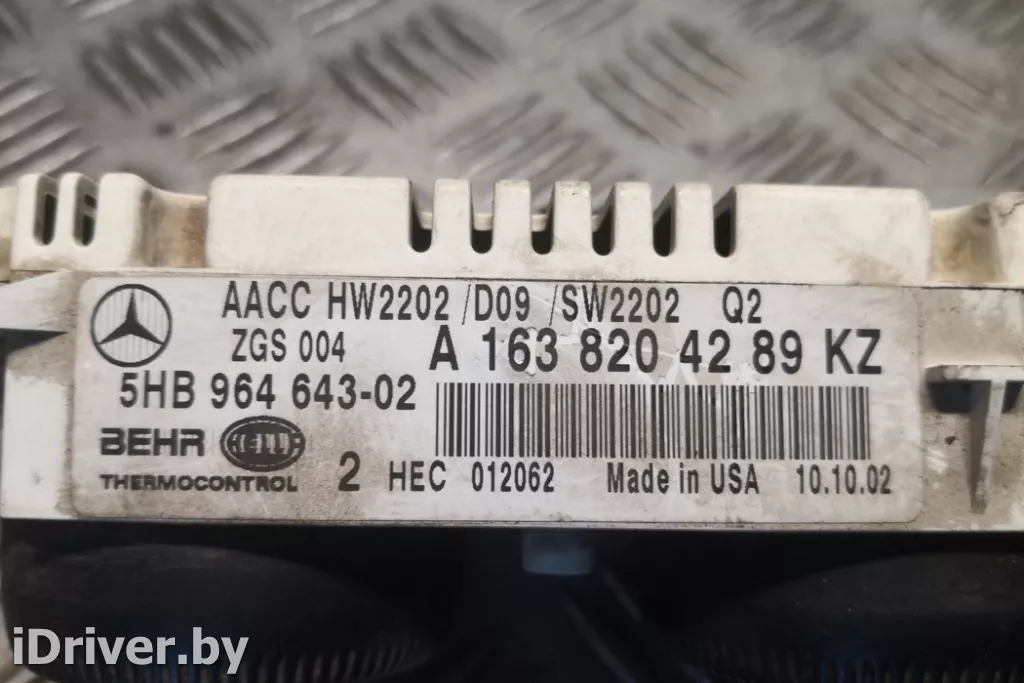 AACC HW2202 /D09 /SW2202 Q2
ZGS 004 A 163 820 42 89 KZ
5HB 964 643-02
BEHR HELLA
THERMOCONTROL 2 HEC 012062 Made in USA 10.10.02
iDriver.by